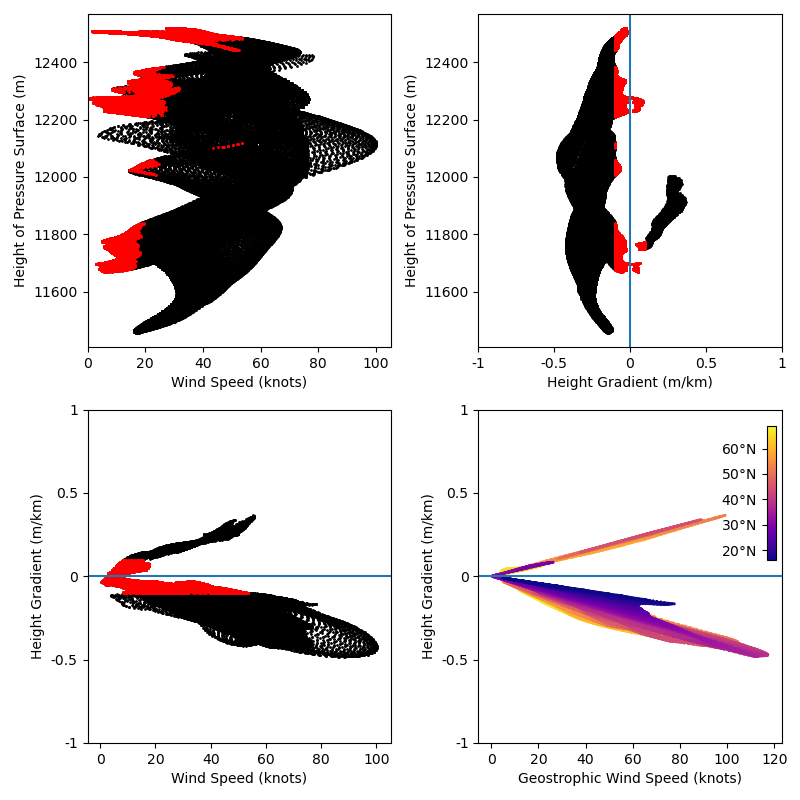 12400
12200
12000
11800
11600
Height of Pressure Surface (m)
0 20 40 60 80 100
Wind Speed (knots)
12400
12200
12000
11800
11600
Height of Pressure Surface (m)
-1 -0.5 0 0.5 1
Height Gradient (m/km)
1
0.5
0
-0.5
-1
Height Gradient (m/km)
0 20 40 60 80 100
Wind Speed (knots)
1
0.5
0
-0.5
-1
Height Gradient (m/km)
60°N
50°N
40°N
30°N
20°N
0 20 40 60 80 100 120
Geostrophic Wind Speed (knots)